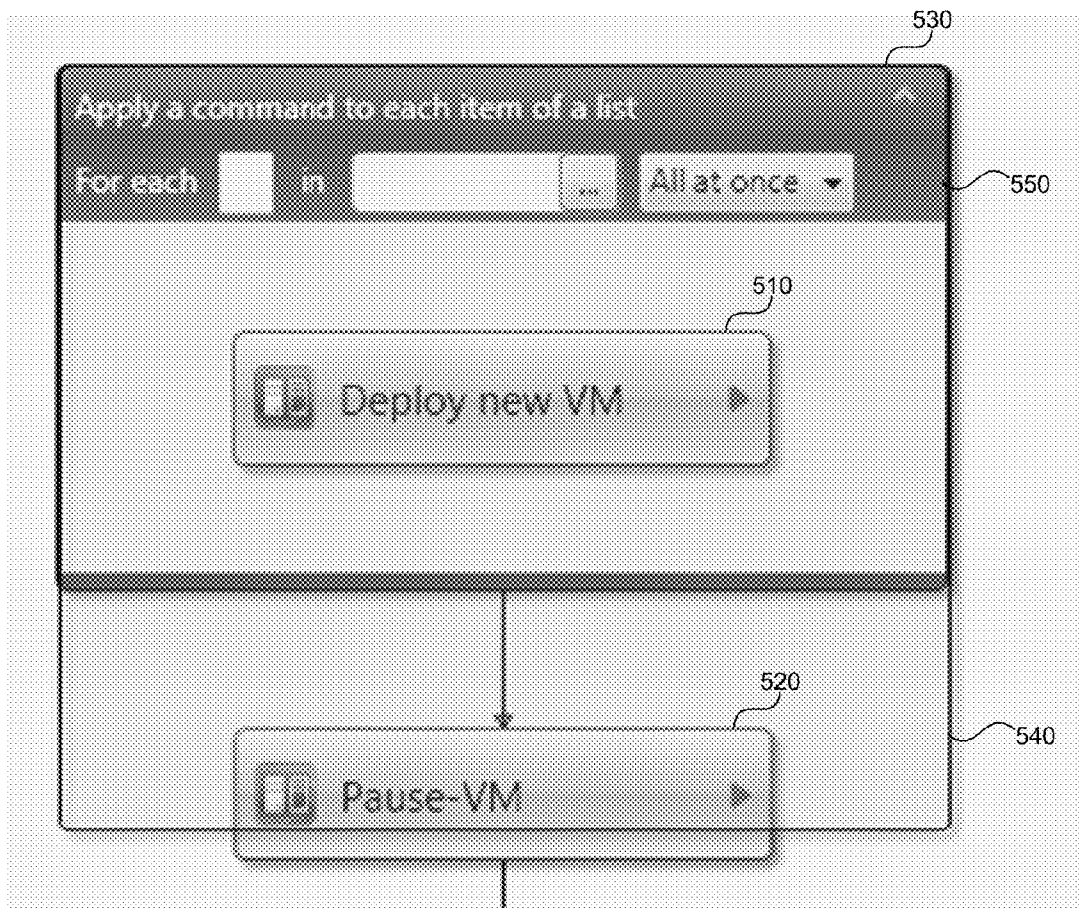 530
Apply a command to each item of a list
For each in ... All at once
550
510
Deploy new VM
520
540
Pause-VM